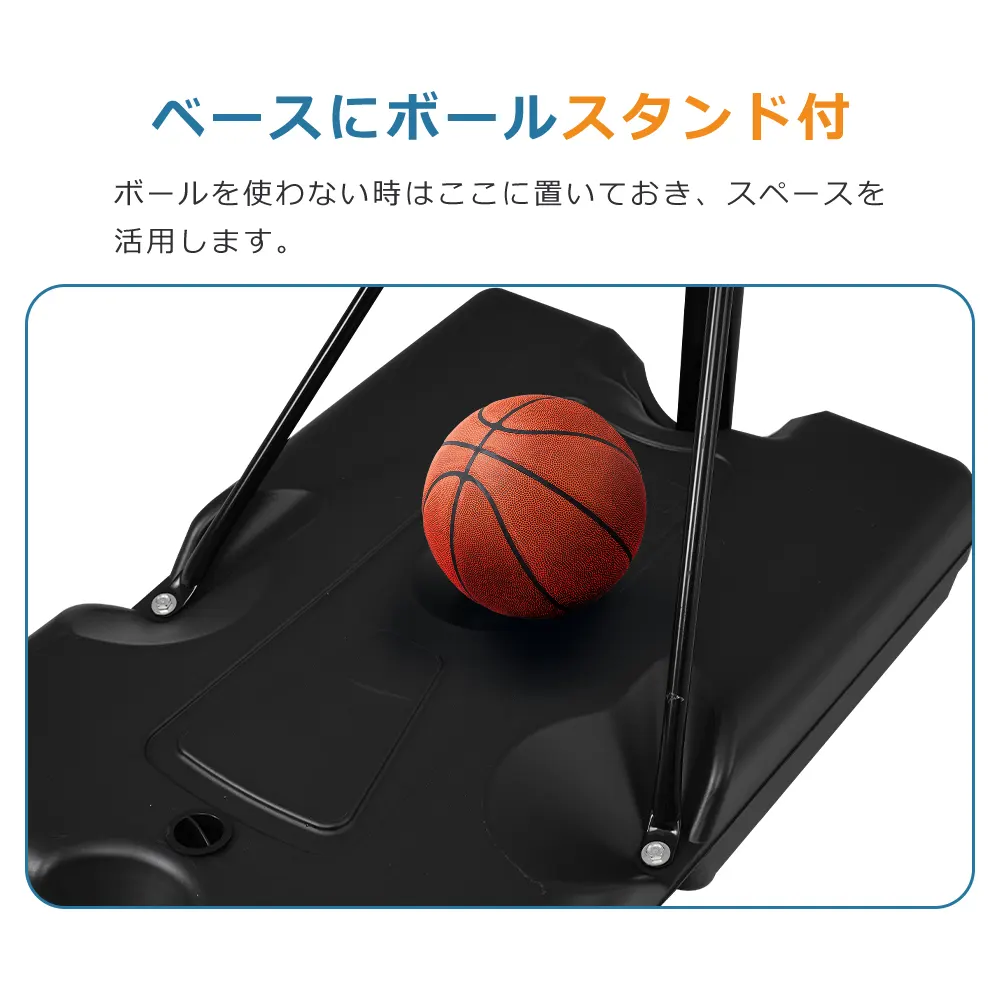 ベースにボールスタンド付
ボールを使わない時はここに置いておき、スペースを
活用します。